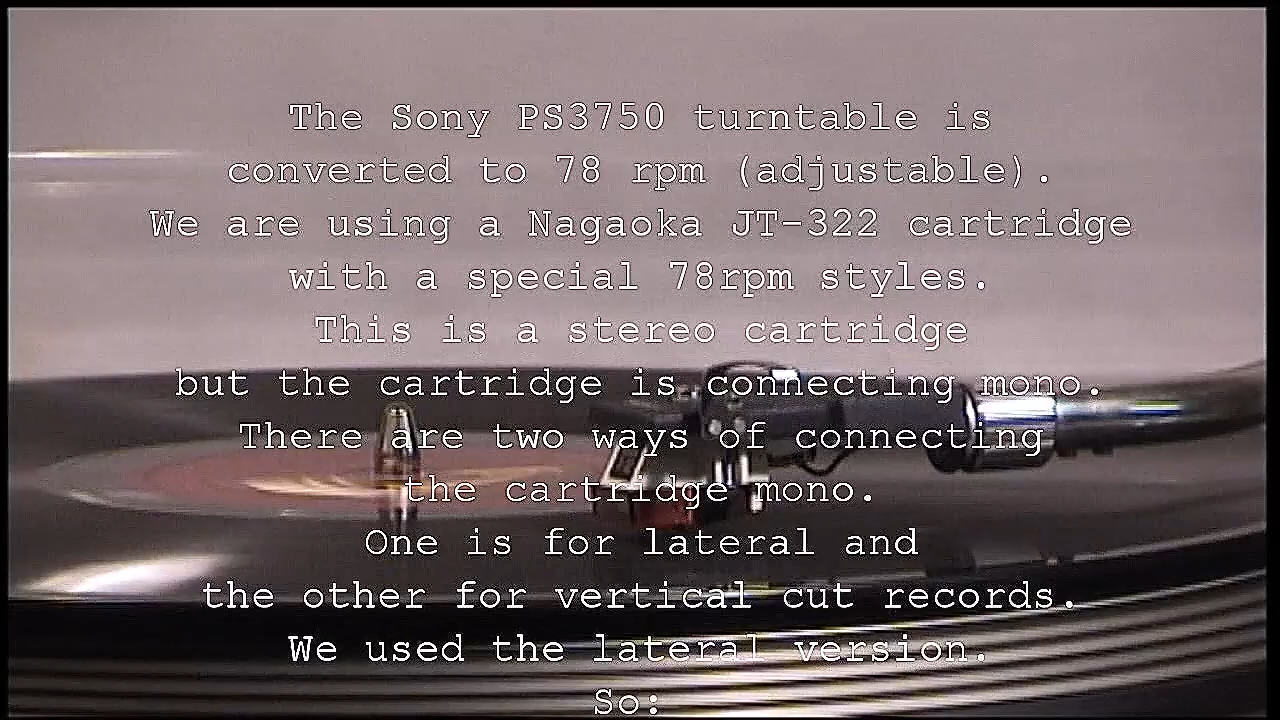 The Sony PS3750 turntable is
converted to 78 rpm (adjustable).
We are using a Nagaoka JT-322 cartridge
with a special 78rpm styles.
This is a stereo cartridge
but the cartridge is connecting mono.
There are two ways of connecting
the cartridge mono.
One is for lateral and
the other for vertical cut records.
We used the lateral version.
So: